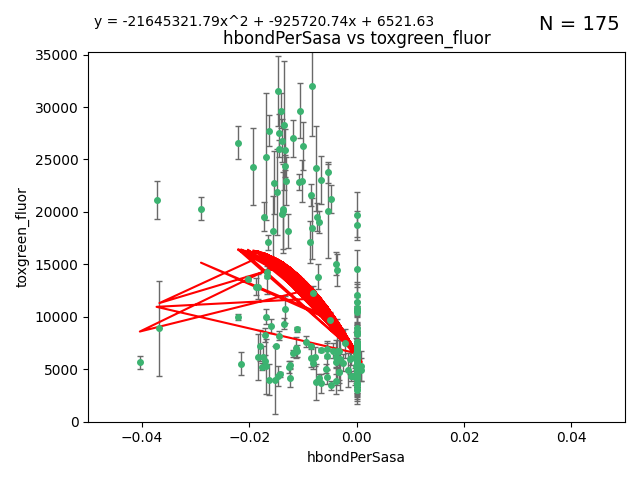 y = -21645321.79x^2 + -925720.74x + 6521.63
N = 175
hbondPerSasa vs toxgreen_fluor
35000
30000
25000
20000
15000
10000
5000
0
toxgreen_fluor
−0.04
−0.02
0.00
0.02
0.04
hbondPerSasa